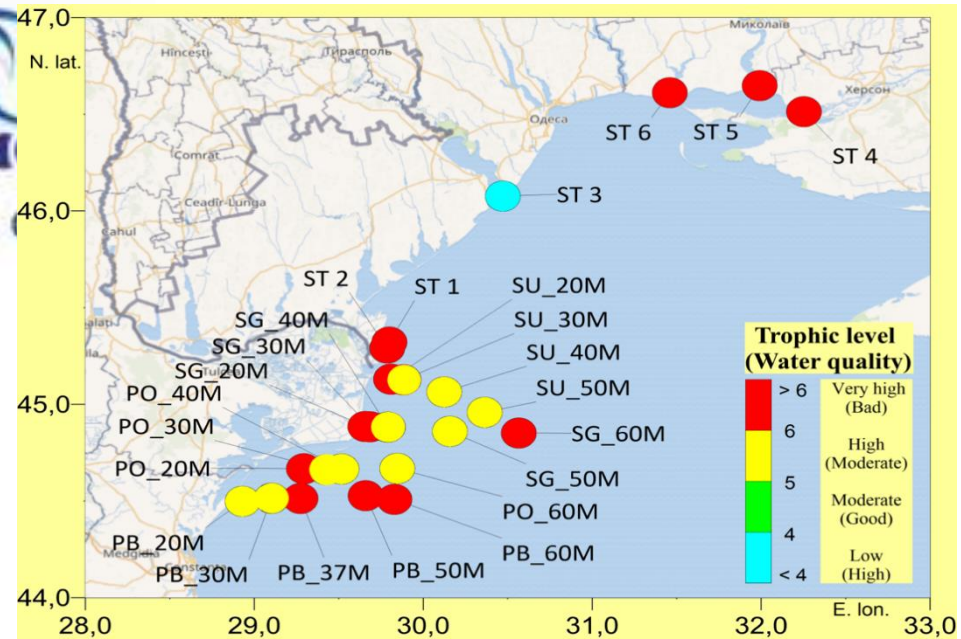 47,0
N. lat.
Миколаїв
Hîncești
Тирасполь
Херсон
Одеса
ST 6
ST 5
ST 4
Comrat
ST 3
46,0
Ceadîr-Lunga
Cahul
ST 2
ST 1
SU_20M
SG_40M
SU_30M
SG_30M
SU_40M
SG_20M
SU_50M
PO_40M
45,0
PO_30M
SG_60M
PO_20M
SG_50M
PO_60M
PB_20M
PB_60M
PB_30M
PB_37M
PB_50M
Medgidia
Constanța
44,0
28,0
29,0
30,0
31,0
32,0
33,0
E. lon.
Trophic level
(Water quality)
> 6
Very high
(Bad)
6
High
(Moderate)
5
Moderate
(Good)
4
Low
(High)
< 4